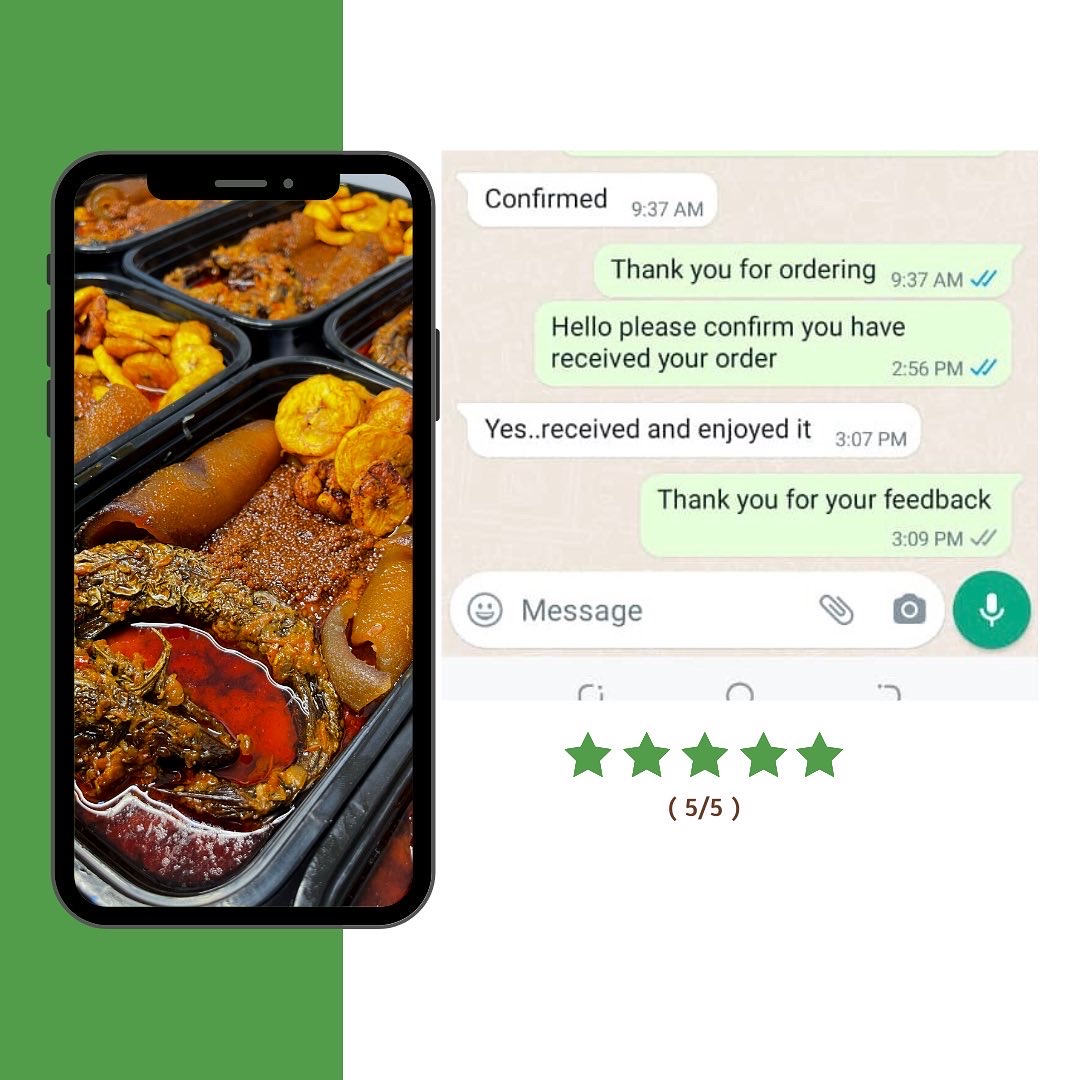 Confirmed 9:37 AM
Thank you for ordering 9:37 AM
Hello please confirm you have
received your order 2:56 PM
Yes..received and enjoyed it 3:07 PM
Thank you for your feedback
3:09 PM
Message
( 5/5 )